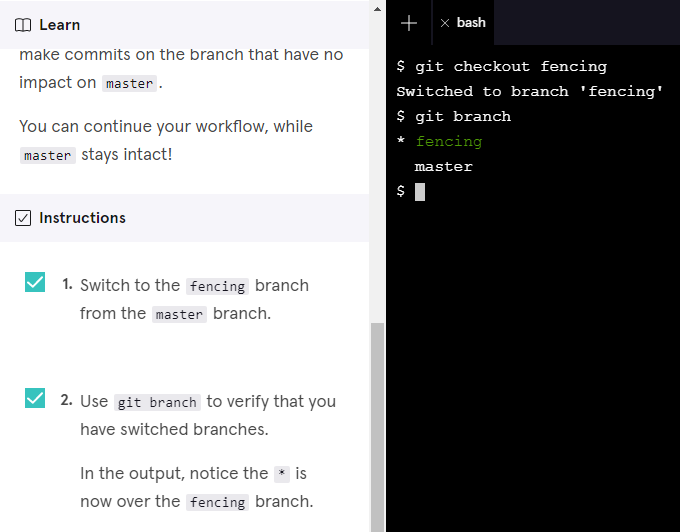 Learn
make commits on the branch that have no
impact on master.
You can continue your workflow, while
master stays intact!
Instructions
1. Switch to the fencing branch
from the master branch.
2. Use git branch to verify that you
have switched branches.
In the output, notice the * is
now over the fencing branch.
+ × bash
$ git checkout fencing
Switched to branch 'fencing'
$ git branch
* fencing
master
$